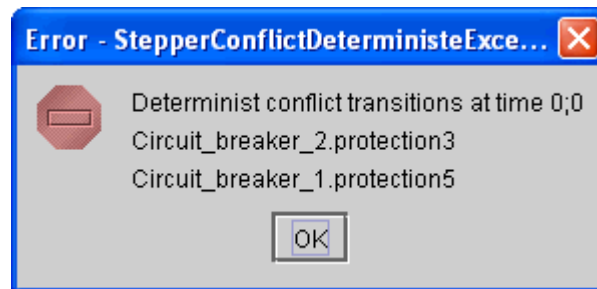 Error - StepperConflictDeterministeExce...
Determinist conflict transitions at time 0;0
Circuit_breaker_2.protection3
Circuit_breaker_1.protection5
OK